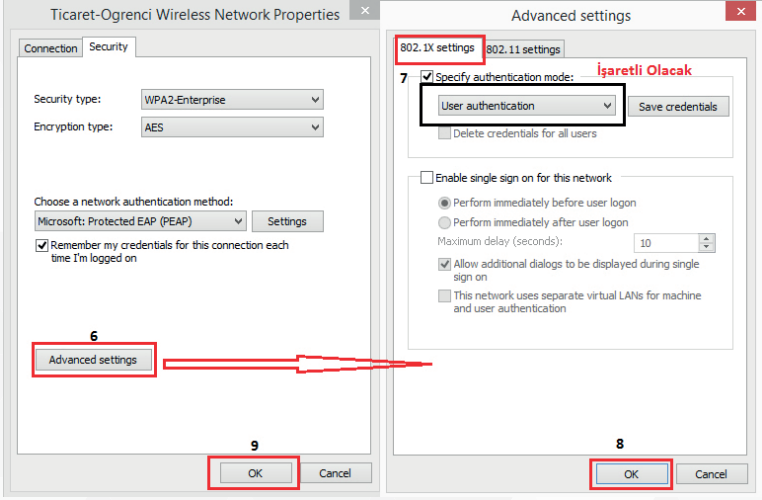 Ticaret-Ogrenci Wireless Network Properties
Connection
Security
Security type:
WPA2-Enterprise
Encryption type:
AES
Choose a network authentication method:
Microsoft: Protected EAP (PEAP)
Settings
Remember my credentials for this connection each
time I'm logged on
6
Advanced settings
9
OK
Cancel
Advanced settings
802.1X settings
802.11 settings
İşaretli Olacak
7
Specify authentication mode:
User authentication
Save credentials
Delete credentials for all users
Enable single sign on for this network
Perform immediately before user logon
Perform immediately after user logon
Maximum delay (seconds):
10
Allow additional dialogs to be displayed during single
sign on
This network uses separate virtual LANs for machine
and user authentication
8
OK
Cancel